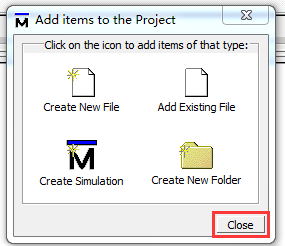 Add items to the Project
Click on the icon to add items of that type:
Create New File
Add Existing File
Create Simulation
Create New Folder
Close